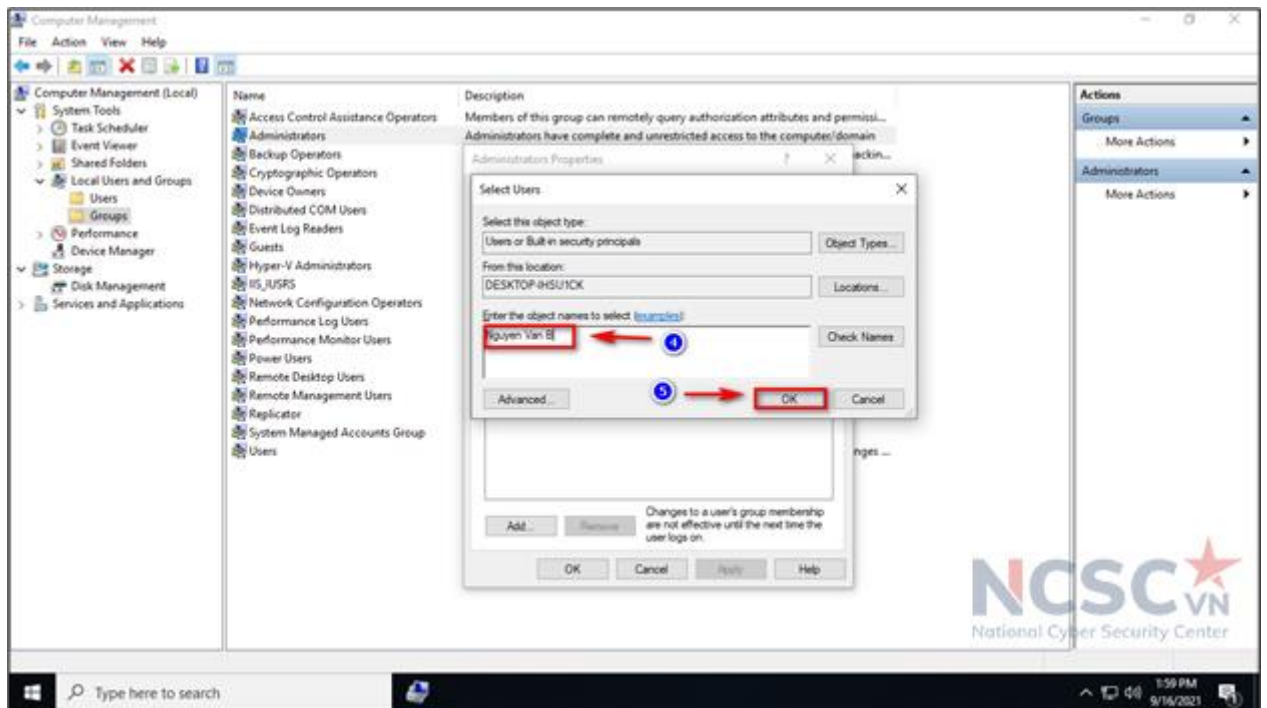 Computer Management
File Action View Help
Computer Management (Local)
System Tools
Task Scheduler
Event Viewer
Shared Folders
Local Users and Groups
Users
Groups
Performance
Device Manager
Storage
Disk Management
Services and Applications
Name Description
Access Control Assistance Operators Members of this group can remotely query authorization attributes and permissi...
Administrators Administrators have complete and unrestricted access to the computer/domain
Backup Operators ackin...
Cryptographic Operators
Device Owners
Distributed COM Users
Event Log Readers
Guests
Hyper-V Administrators
IIS_IUSRS
Network Configuration Operators
Performance Log Users
Performance Monitor Users
Power Users
Remote Desktop Users
Remote Management Users
Replicator
System Managed Accounts Group
Users nges ...
Administrators Properties ?
Select Users
Select this object type:
Users or Built-in security principals Object Types...
From this location:
DESKTOP-IHSU1CK Locations...
Enter the object names to select (examples):
Nguyen Van B Check Names
4
5
Advanced... OK Cancel
Add... Remove
Changes to a user's group membership
are not effective until the next time the
user logs on.
OK Cancel Apply Help
Actions
Groups
More Actions
Administrators
More Actions
NCSC VN
National Cyber Security Center
Type here to search
1:59 PM
9/16/2021
1